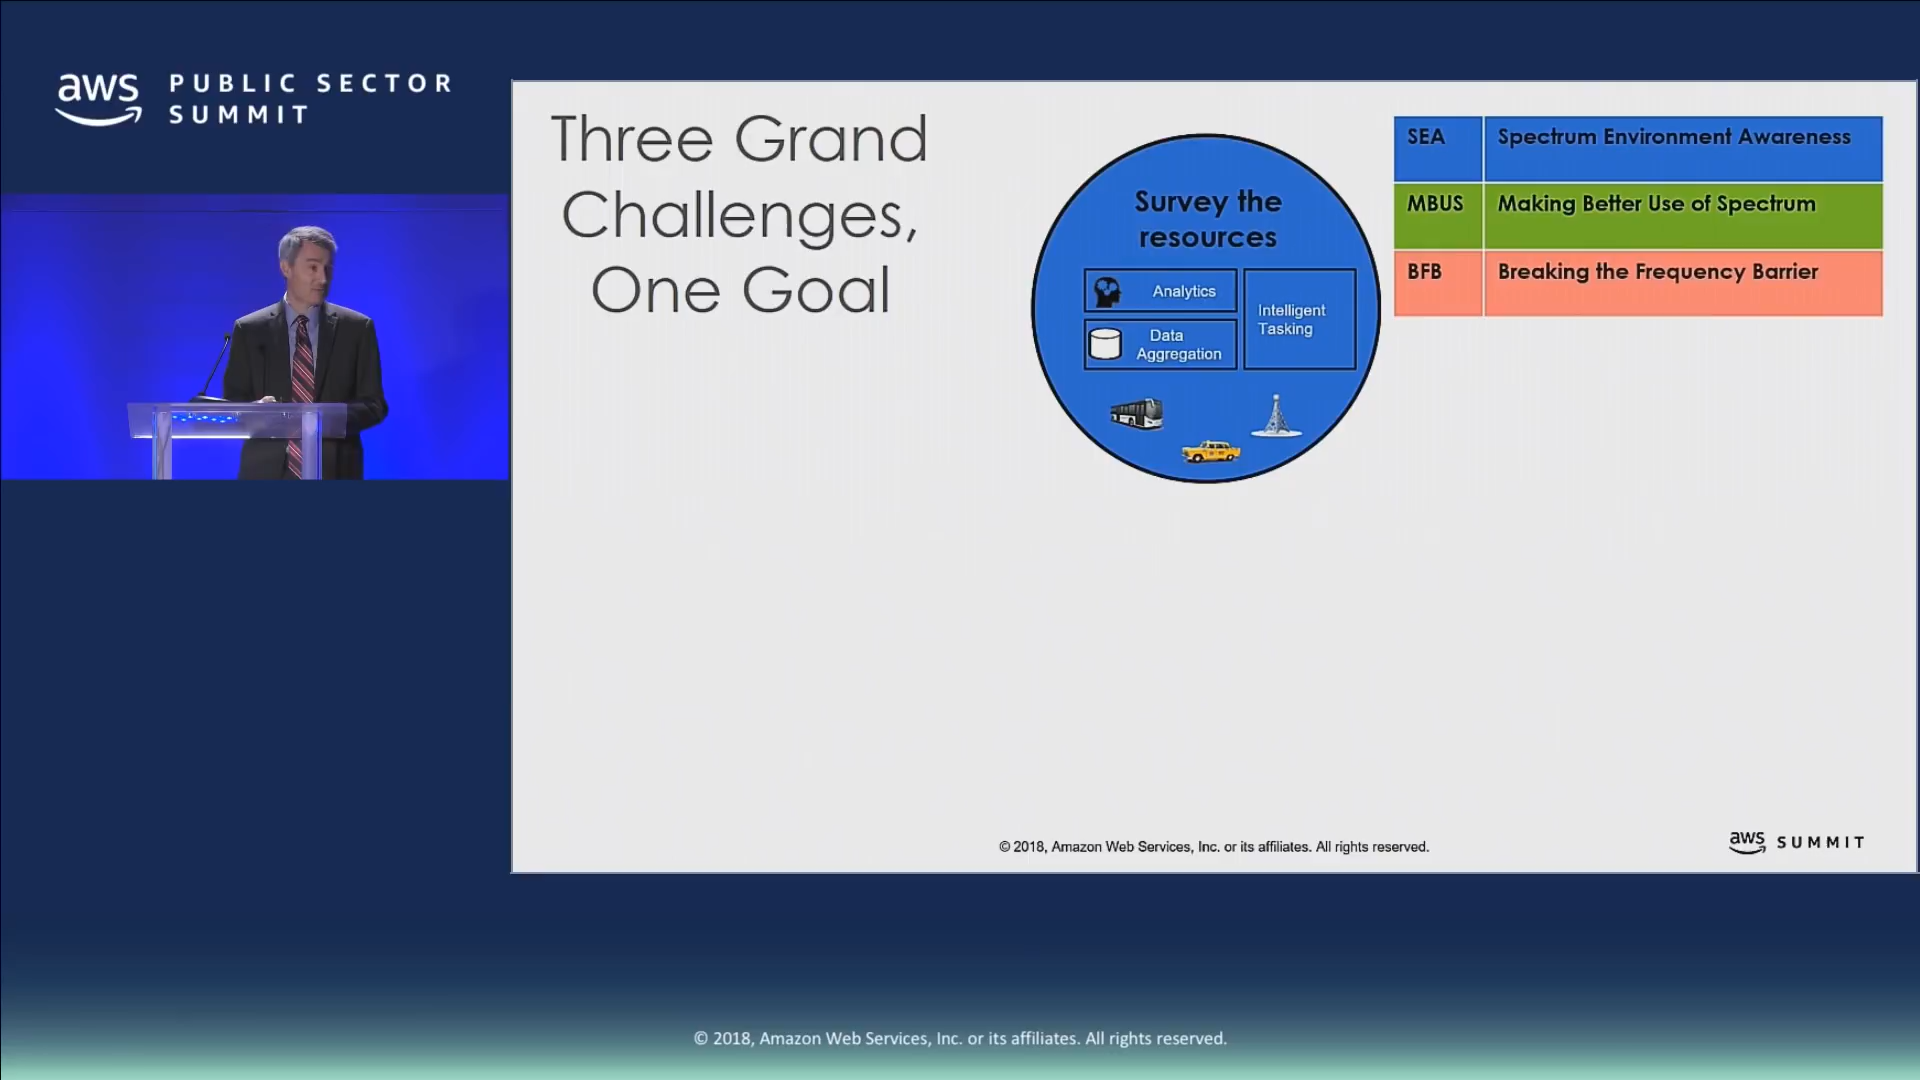 aws PUBLIC SECTOR
SUMMIT
Three Grand
Challenges,
One Goal
Survey the
resources
Analytics
Data
Aggregation
Intelligent
Tasking
SEA Spectrum Environment Awareness
MBUS Making Better Use of Spectrum
BFB Breaking the Frequency Barrier
© 2018, Amazon Web Services, Inc. or its affiliates. All rights reserved.
aws SUMMIT
© 2018, Amazon Web Services, Inc. or its affiliates. All rights reserved.